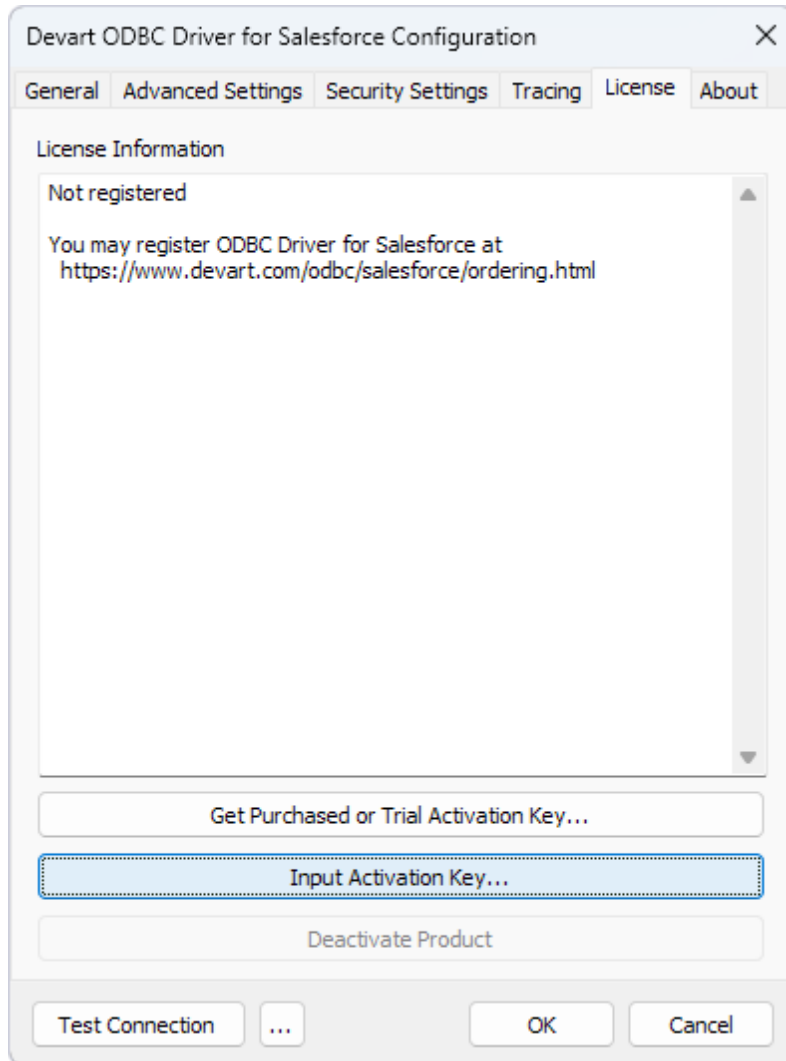 Devart ODBC Driver for Salesforce Configuration
General Advanced Settings Security Settings Tracing License About
License Information
Not registered
You may register ODBC Driver for Salesforce at
https://www.devart.com/odbc/salesforce/ordering.html
Get Purchased or Trial Activation Key...
Input Activation Key...
Deactivate Product
Test Connection ... OK Cancel